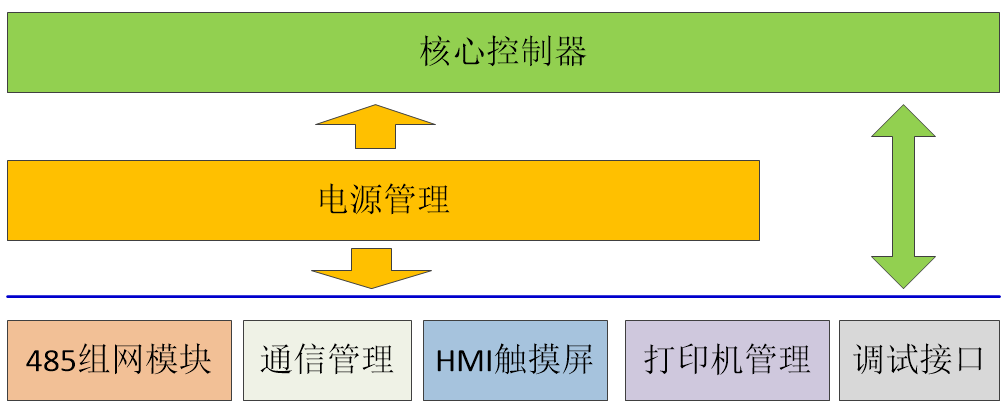 核心控制器
电源管理
485组网模块
通信管理
HMI触摸屏
打印机管理
调试接口